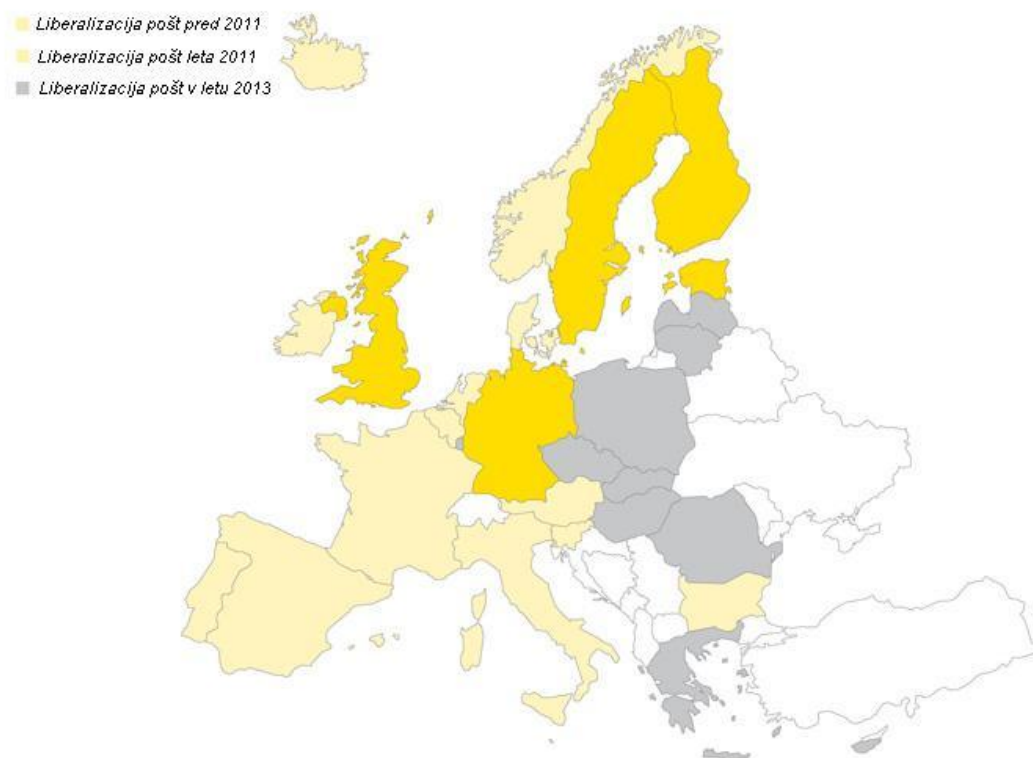 Liberalizacija pošt pred 2011
Liberalizacija pošt leta 2011
Liberalizacija pošt v letu 2013